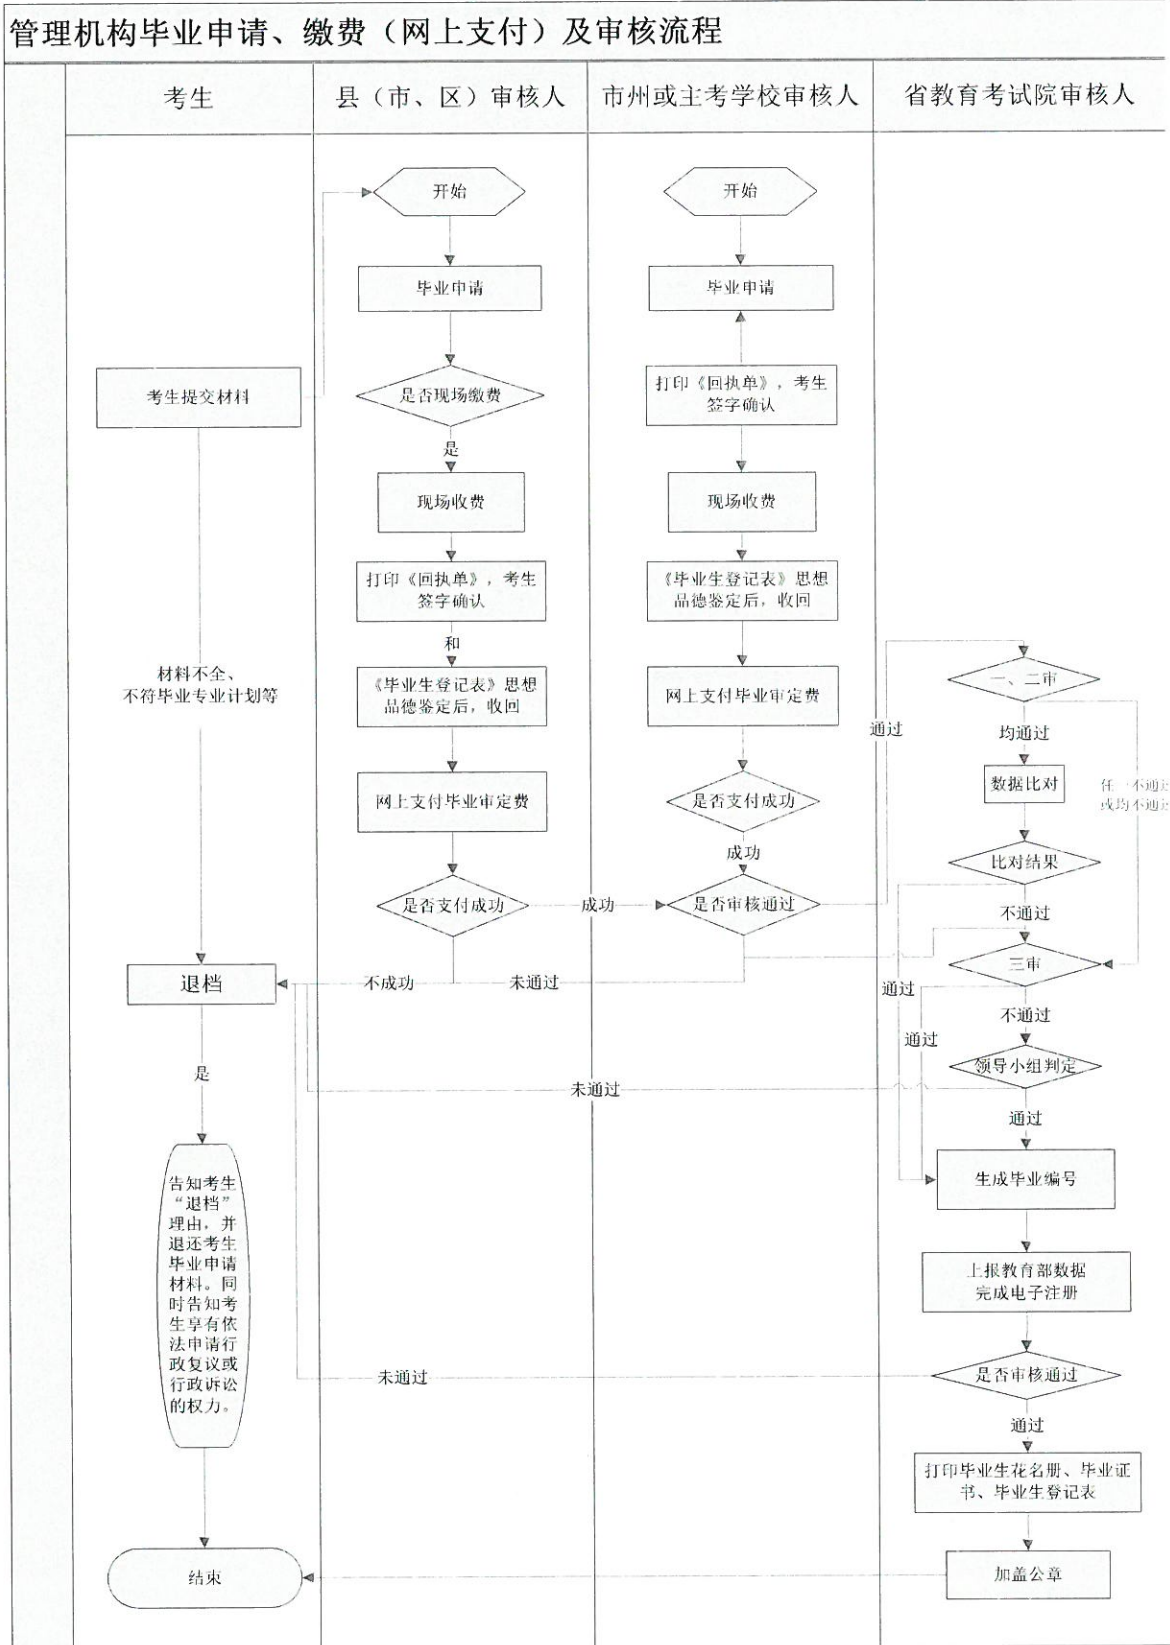 管理机构毕业申请、缴费（网上支付）及审核流程
考生
县（市、区）审核人
市州或主考学校审核人
省教育考试院审核人
考生提交材料
材料不全、
不符毕业专业计划等
退档
是
告知考生
“退档”
理由，并
退还考生
毕业申请
材料。同
时告知考
生享有依
法申请行
政复议或
行政诉讼
的权力。
结束
开始
毕业申请
是否现场缴费
是
现场收费
打印《回执单》，考生
签字确认
和
《毕业生登记表》思想
品德鉴定后，收回
网上支付毕业审定费
是否支付成功
成功
不成功
未通过
开始
毕业申请
打印《回执单》，考生
签字确认
现场收费
《毕业生登记表》思想
品德鉴定后，收回
网上支付毕业审定费
是否支付成功
成功
是否审核通过
通过
一、二审
均通过
任一不通过
或均不通过
数据比对
比对结果
不通过
三审
通过
不通过
通过
领导小组判定
未通过
通过
生成毕业编号
上报教育部数据
完成电子注册
是否审核通过
未通过
通过
打印毕业生花名册、毕业证
书、毕业生登记表
加盖公章